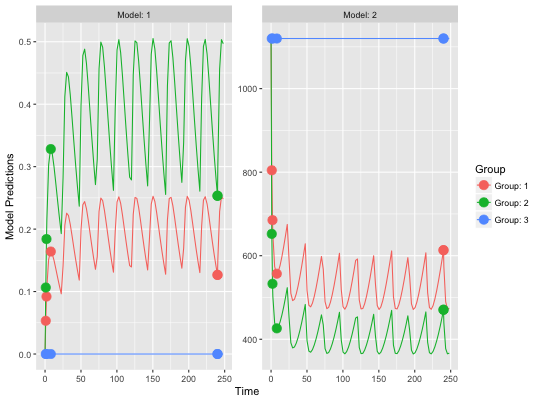 Model: 1
Model: 2
Model Predictions
0.5
0.4
0.3
0.2
0.1
0.0
1000
800
600
400
0 50 100 150 200 250
0 50 100 150 200 250
Time
Group
Group: 1
Group: 2
Group: 3